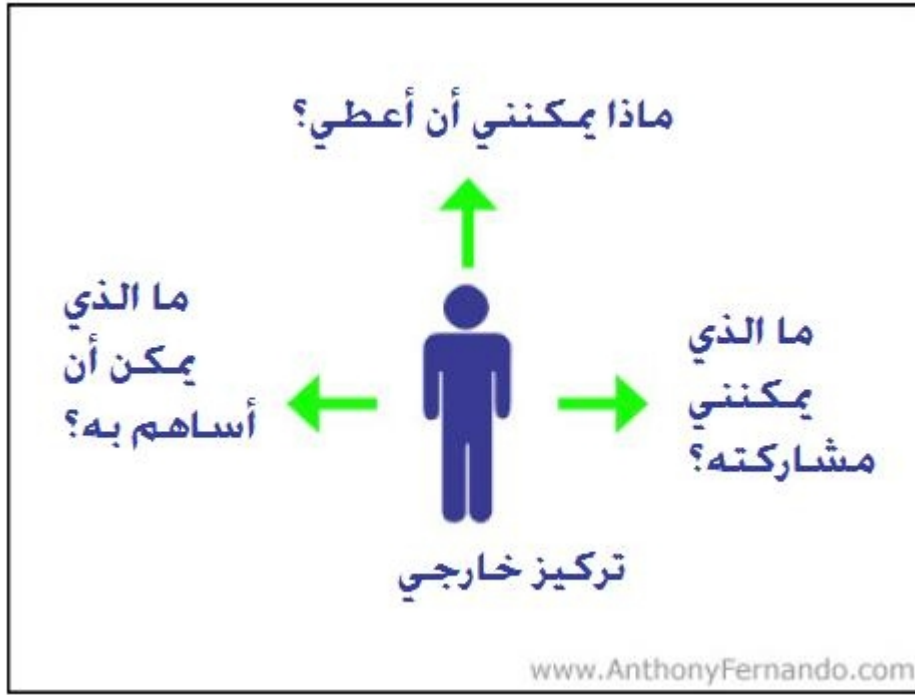 ماذا يمكنني أن أعطي؟
ما الذي
يمكنني
مشاركته؟
ما الذي
يمكن أن
أساهم به؟
تركيز خارجي
www.AnthonyFernando.com